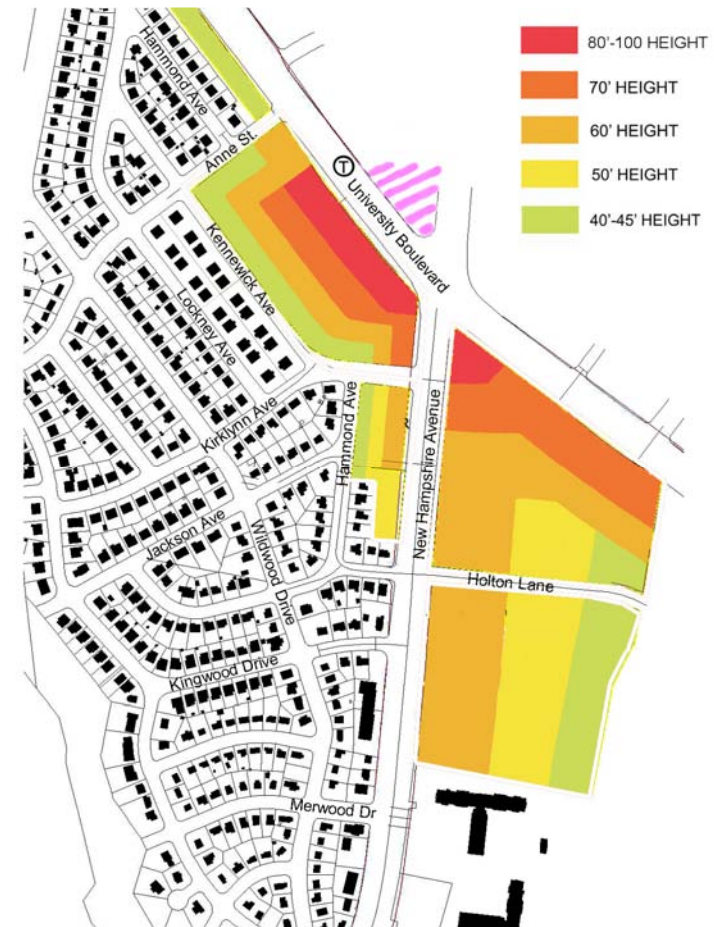 80'-100 HEIGHT
70' HEIGHT
60' HEIGHT
50' HEIGHT
40'-45' HEIGHT
Hammond Ave
Anne St.
T
University Boulevard
Kennewick Ave
Lockney Ave
Kirklynn Ave
Hammond Ave
New Hampshire Avenue
Jackson Ave
Wildwood Drive
Holton Lane
Kingwood Drive
Merwood Dr